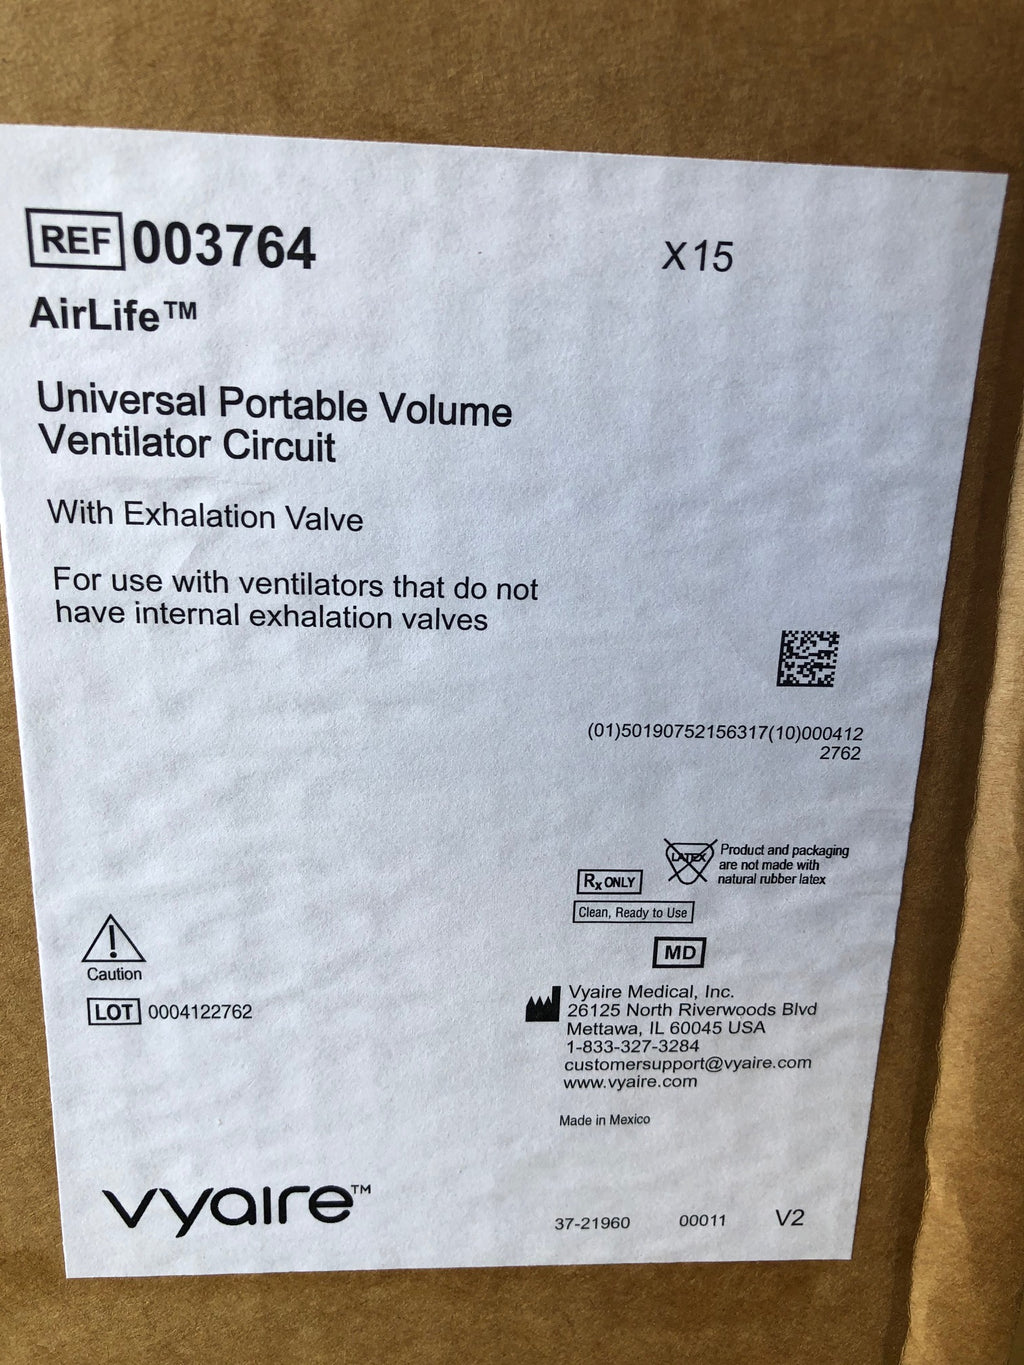 REF 003764
X15
AirLife™
Universal Portable Volume
Ventilator Circuit
With Exhalation Valve
For use with ventilators that do not
have internal exhalation valves
(01)50190752156317(10)000412
2762
LATEX
Product and packaging
are not made with
natural rubber latex
Rx ONLY
Clean, Ready to Use
MD
Caution
LOT 0004122762
Vyaire Medical, Inc.
26125 North Riverwoods Blvd
Mettawa, IL 60045 USA
1-833-327-3284
customersupport@vyaire.com
www.vyaire.com
Made in Mexico
vyaire™
37-21960 00011 V2